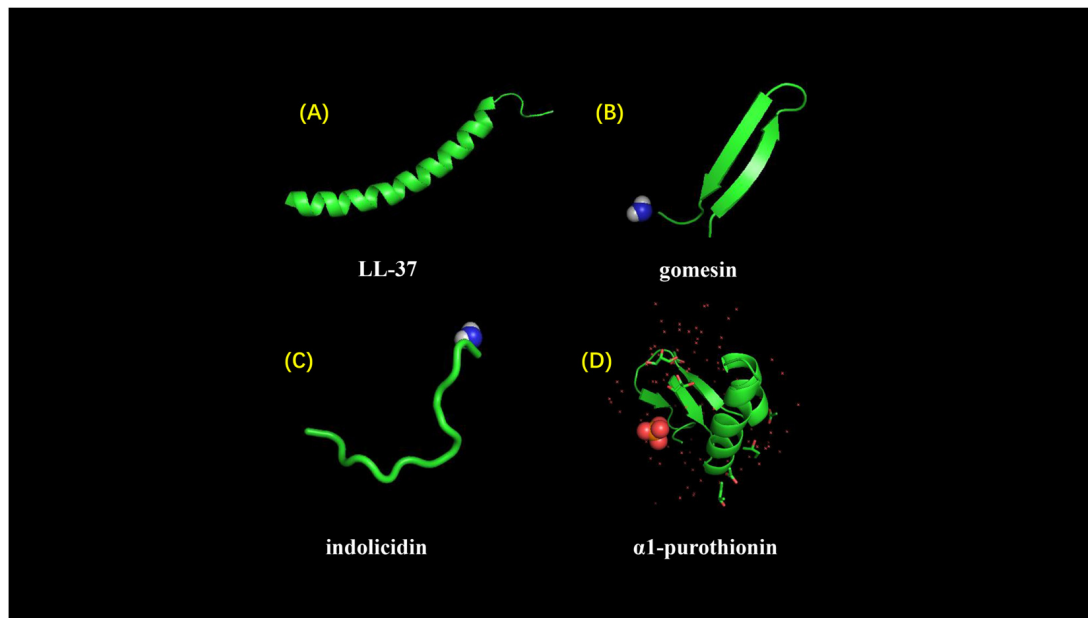 (A)
(B)
LL-37
gomesin
(C)
(D)
indolicidin
α1-purothionin